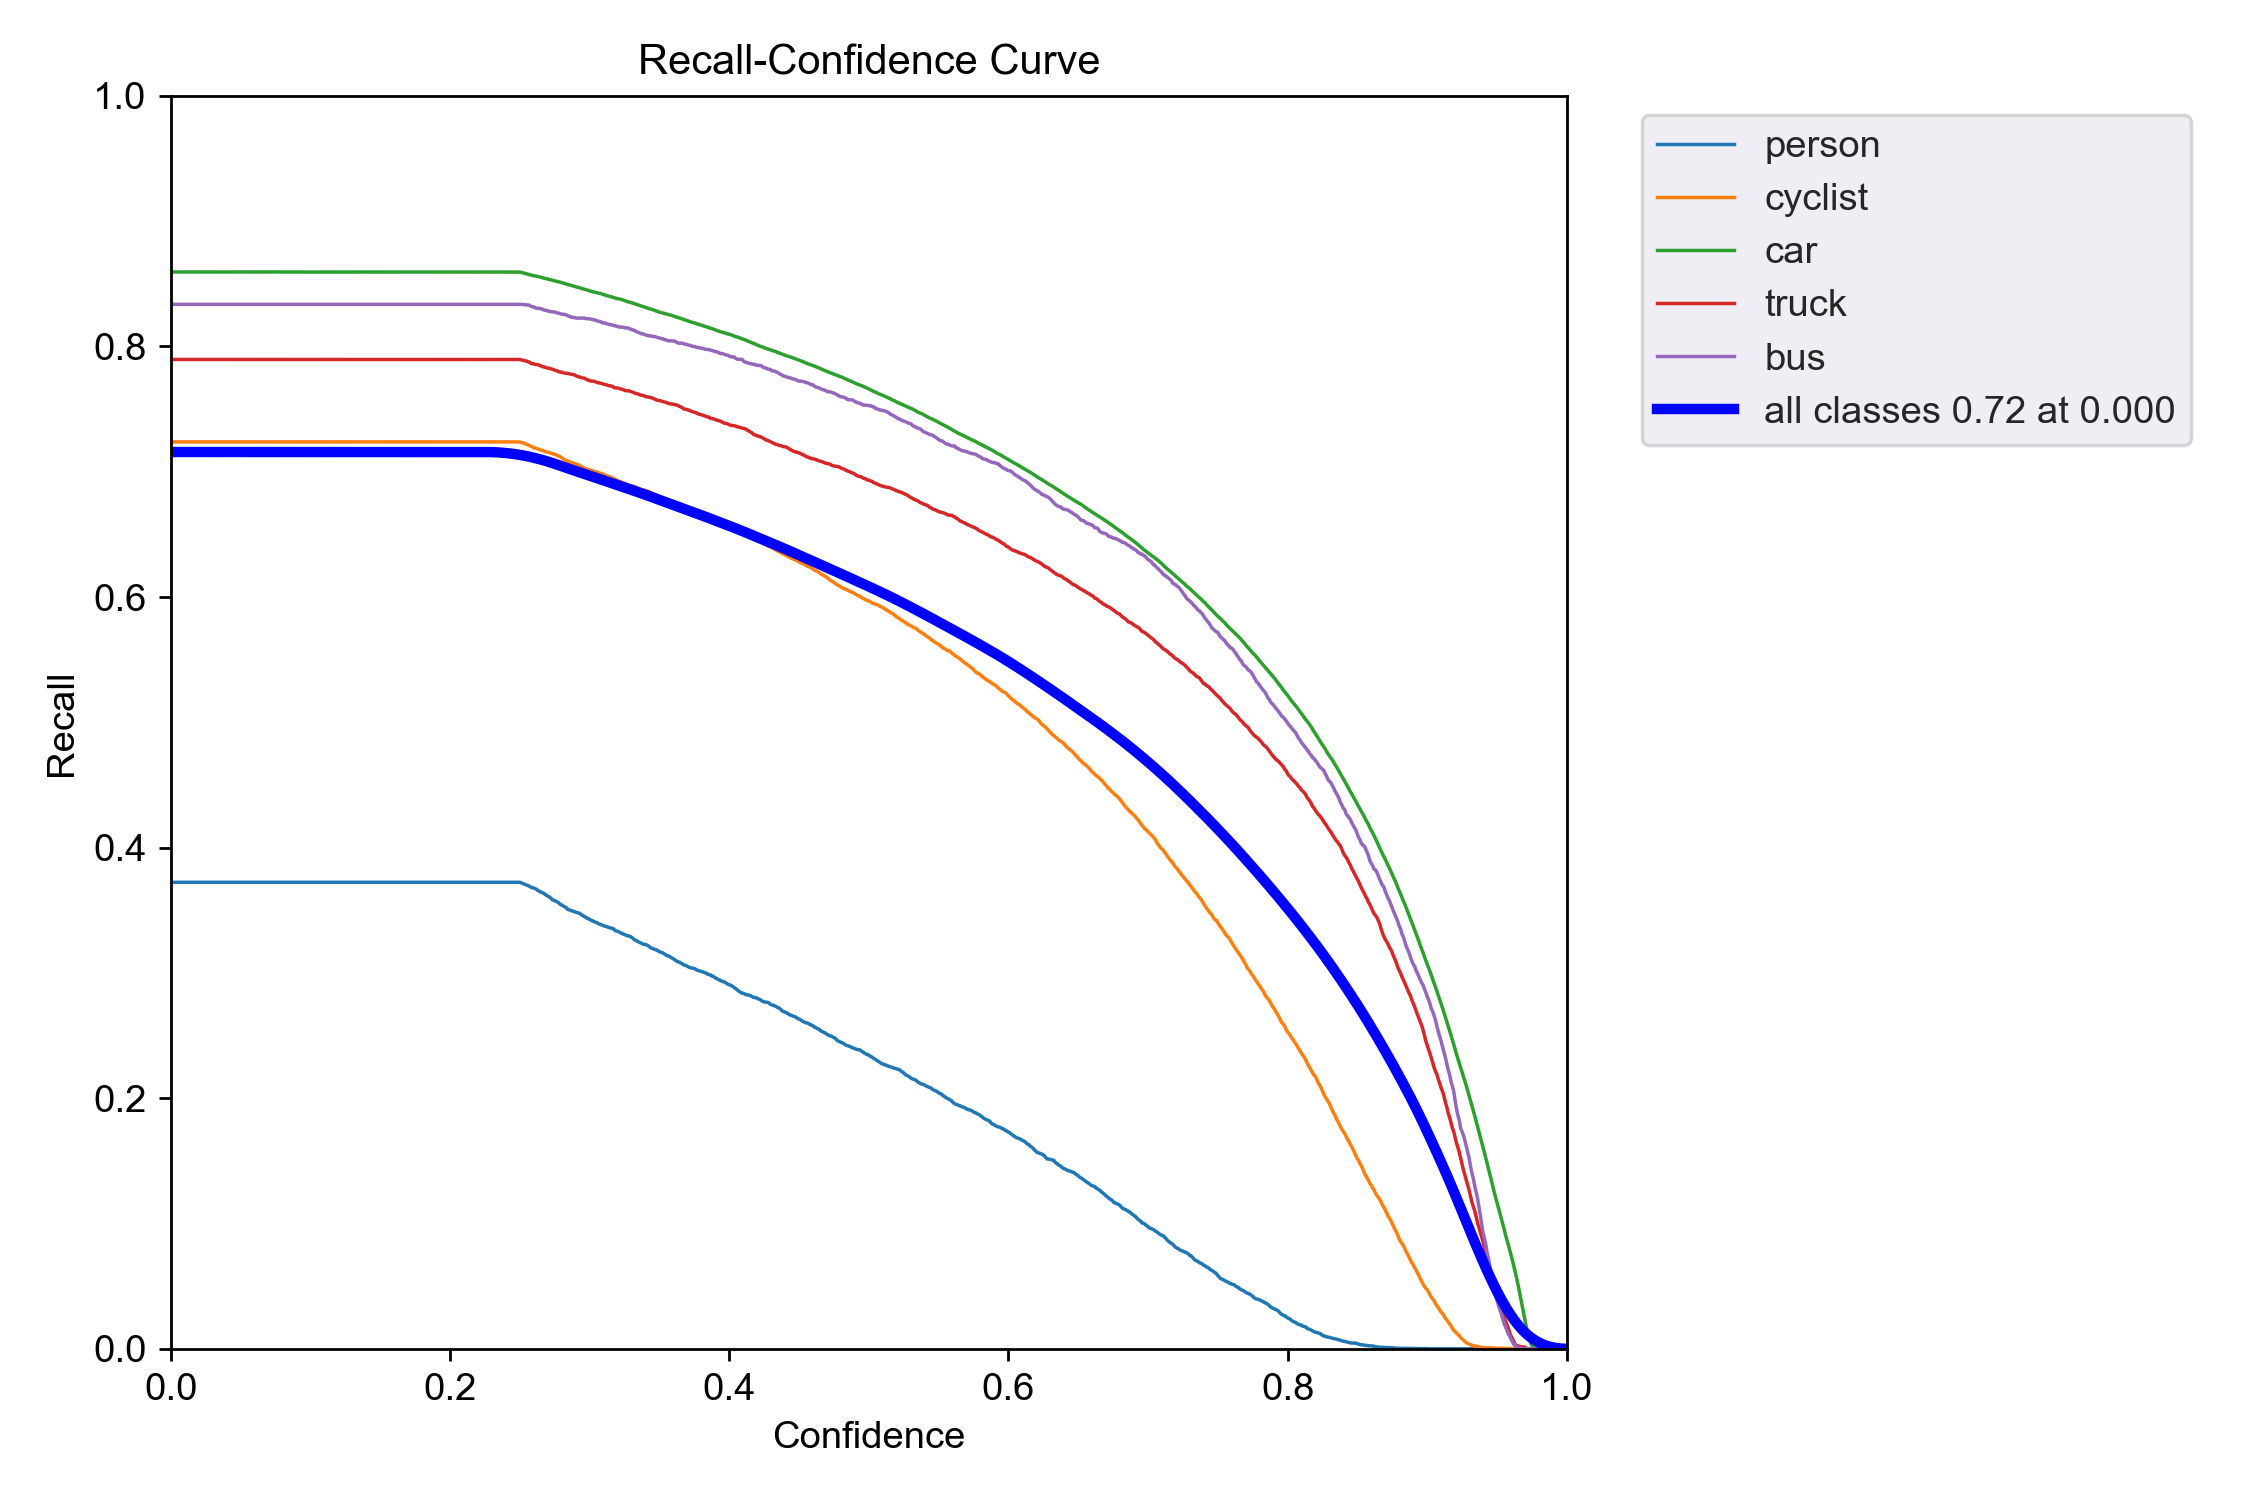 Recall-Confidence Curve
1.0
0.8
0.6
0.4
0.2
0.0
Recall
0.0 0.2 0.4 0.6 0.8 1.0
Confidence
person
cyclist
car
truck
bus
all classes 0.72 at 0.000